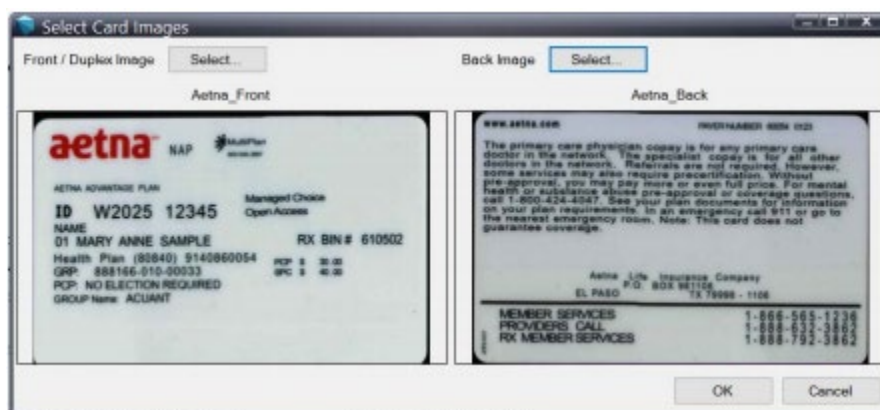 Select Card Images
Front / Duplex Image
Select...
Back Image
Select...
Aetna_Front
Aetna_Back
aetna
NAP
MultiPlan
AETNA ADVANTAGE PLAN
Managed Choice
Open Access
ID W2025 12345
NAME
01 MARY ANNE SAMPLE
RX BIN # 610502
Health Plan (80840) 9140860054
GRP: 888166-010-00033
PCP: NO ELECTION REQUIRED
GROUP Name: ACUANT
PCP $ 30.00
SPC $ 40.00
www.aetna.com
PAYER NUMBER 60054 0123
The primary care physician copay is for any primary care
doctor in the network. The specialist copay is for all other
doctors in the network. Referrals are not required. However,
some services may also require precertification. Without
pre-approval, you may pay more or even full price. For mental
health or substance abuse pre-approval or coverage questions,
call 1-800-424-4047. See your plan documents for information
on your plan requirements. In an emergency call 911 or go to
the nearest emergency room. Note: This card does not
guarantee coverage.
Aetna Life Insurance Company
P.O. BOX 981106
EL PASO TX 79998 - 1106
MEMBER SERVICES 1-866-565-1236
PROVIDERS CALL 1-888-632-3862
RX MEMBER SERVICES 1-888-792-3862
OK
Cancel